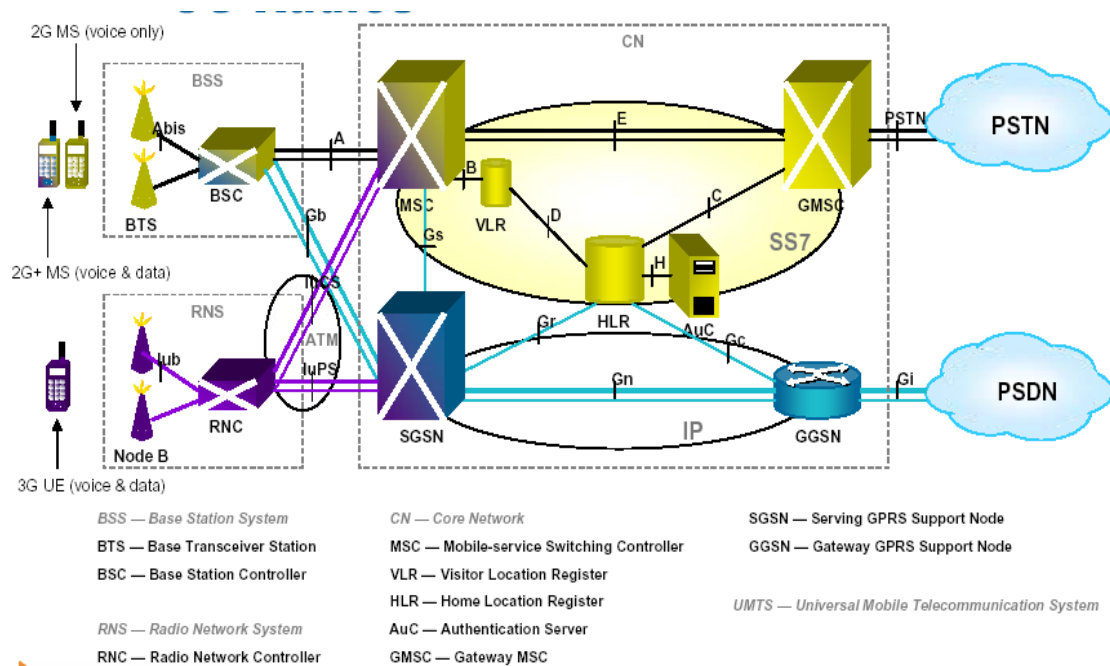 2G MS (voice only)
CN
BSS
Abis
BSC
BTS
A
E
PSTN
PSTN
MSC
B
VLR
C
D
GMSC
SS7
Gb
Gs
H
2G+ MS (voice & data)
IuCS
RNS
ATM
HLR
AuC
Gr
Gc
Iub
IuPS
Gn
Gi
PSDN
RNC
SGSN
IP
GGSN
Node B
3G UE (voice & data)
BSS — Base Station System
BTS — Base Transceiver Station
BSC — Base Station Controller
RNS — Radio Network System
RNC — Radio Network Controller
CN — Core Network
MSC — Mobile-service Switching Controller
VLR — Visitor Location Register
HLR — Home Location Register
AuC — Authentication Server
GMSC — Gateway MSC
SGSN — Serving GPRS Support Node
GGSN — Gateway GPRS Support Node
UMTS — Universal Mobile Telecommunication System